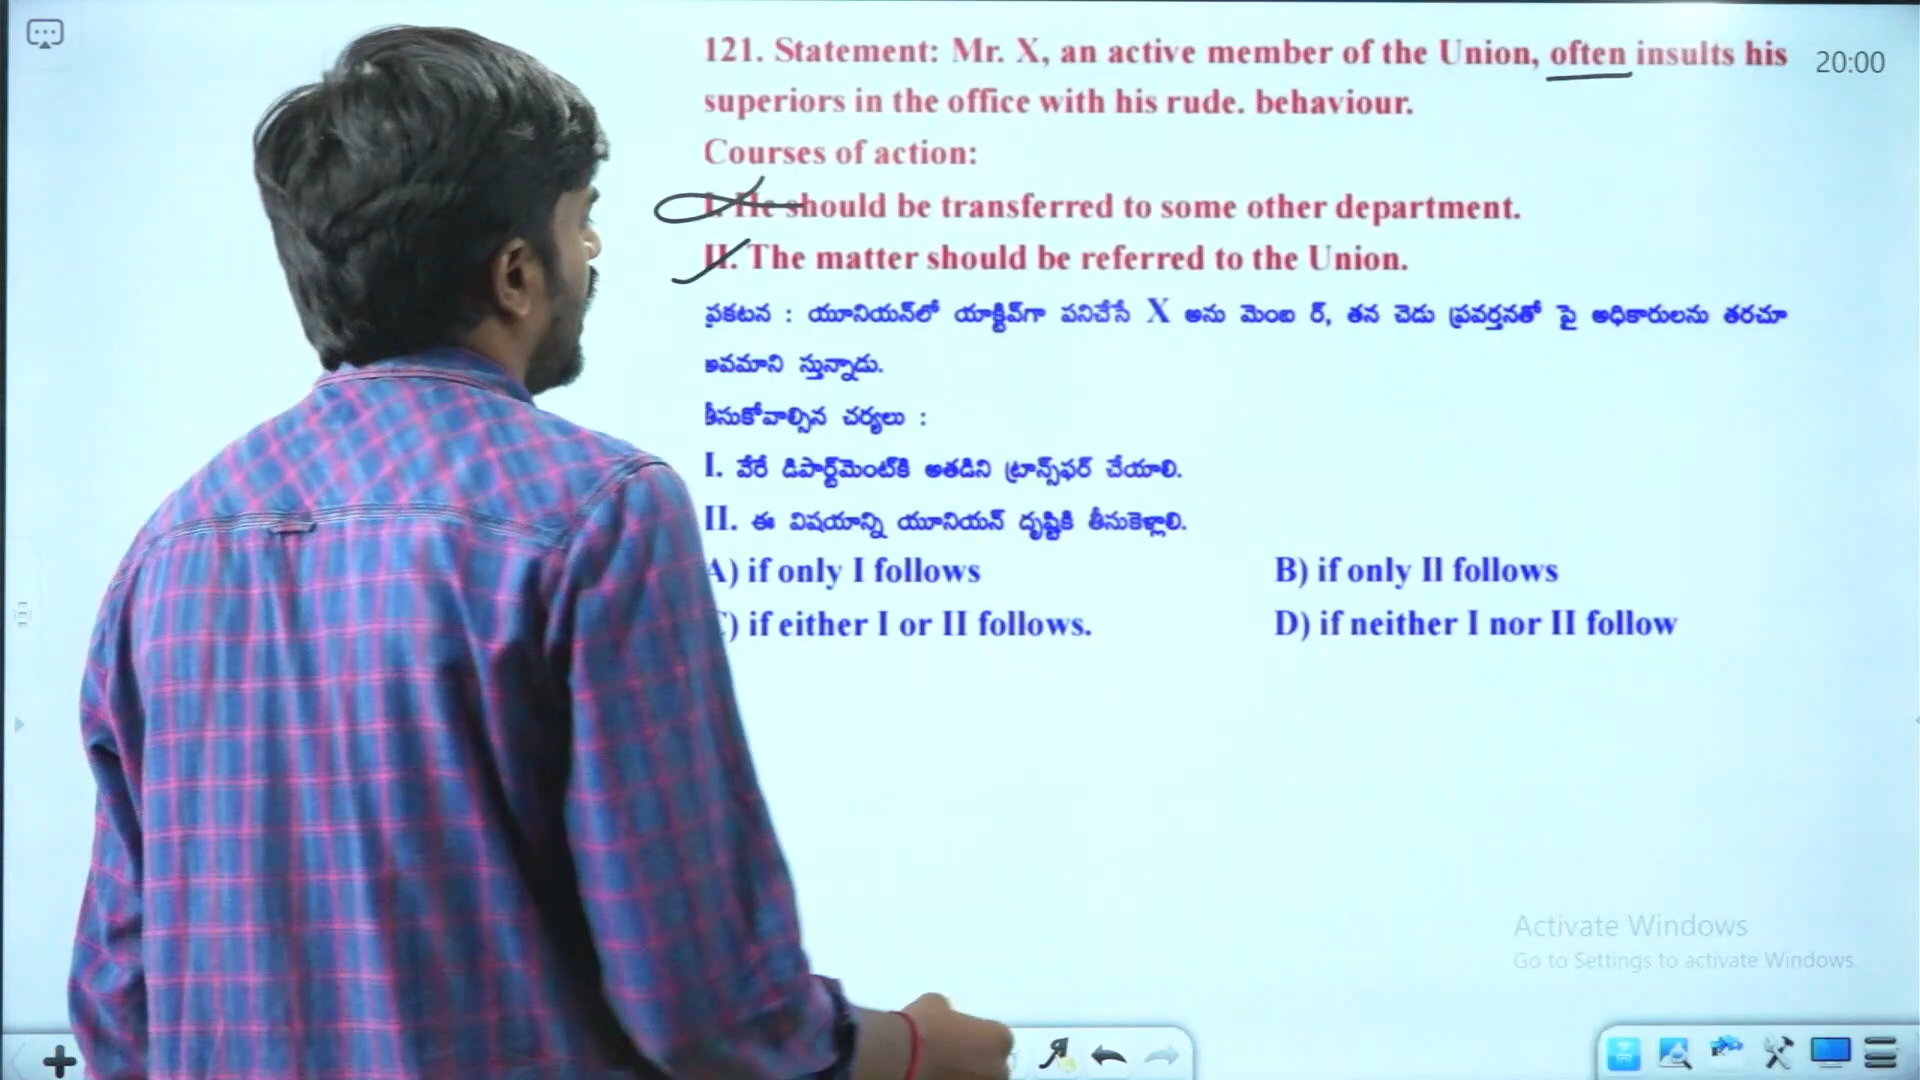 121. Statement: Mr. X, an active member of the Union, often insults his
20:00
superiors in the office with his rude. behaviour.
Courses of action:
I. He should be transferred to some other department.
II. The matter should be referred to the Union.
ప్రకటన : యూనియన్‌లో యాక్టివ్‌గా పనిచేసే X అను మెంబ ర్, తన చెడు ప్రవర్తనతో పై అధికారులను తరచూ
అవమాని స్తున్నాడు.
తీసుకోవాల్సిన చర్యలు :
I. వేరే డిపార్ట్‌మెంట్‌కి అతడిని ట్రాన్స్‌ఫర్ చేయాలి.
II. ఈ విషయాన్ని యూనియన్ దృష్టికి తీసుకెళ్లాలి.
A) if only I follows B) if only Il follows
C) if either I or II follows. D) if neither I nor II follow
Activate Windows
Go to Settings to activate Windows.